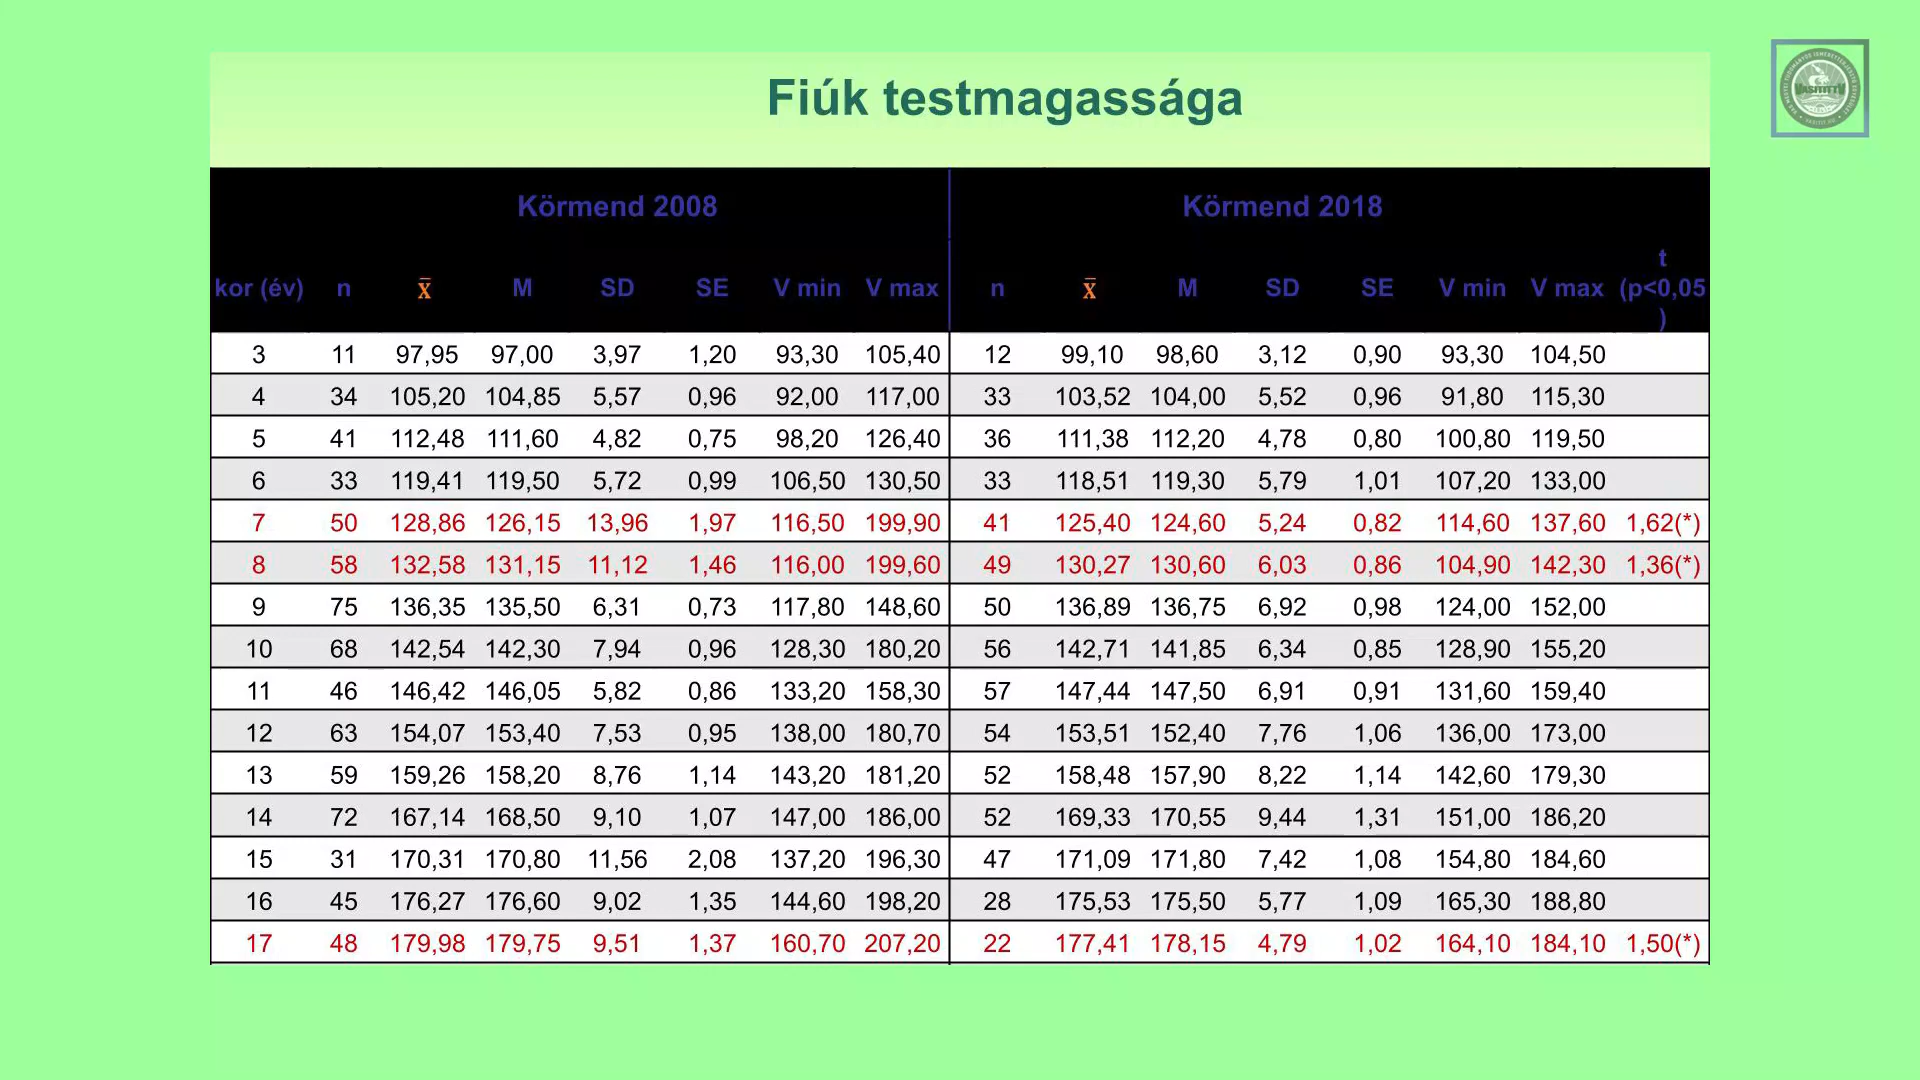 Fiúk testmagassága
VASITITTV
Körmend 2008 Körmend 2018
kor (év) n x̄ M SD SE V min V max n x̄ M SD SE V min V max t (p<0,05)
3 11 97,95 97,00 3,97 1,20 93,30 105,40 12 99,10 98,60 3,12 0,90 93,30 104,50
4 34 105,20 104,85 5,57 0,96 92,00 117,00 33 103,52 104,00 5,52 0,96 91,80 115,30
5 41 112,48 111,60 4,82 0,75 98,20 126,40 36 111,38 112,20 4,78 0,80 100,80 119,50
6 33 119,41 119,50 5,72 0,99 106,50 130,50 33 118,51 119,30 5,79 1,01 107,20 133,00
7 50 128,86 126,15 13,96 1,97 116,50 199,90 41 125,40 124,60 5,24 0,82 114,60 137,60 1,62(*)
8 58 132,58 131,15 11,12 1,46 116,00 199,60 49 130,27 130,60 6,03 0,86 104,90 142,30 1,36(*)
9 75 136,35 135,50 6,31 0,73 117,80 148,60 50 136,89 136,75 6,92 0,98 124,00 152,00
10 68 142,54 142,30 7,94 0,96 128,30 180,20 56 142,71 141,85 6,34 0,85 128,90 155,20
11 46 146,42 146,05 5,82 0,86 133,20 158,30 57 147,44 147,50 6,91 0,91 131,60 159,40
12 63 154,07 153,40 7,53 0,95 138,00 180,70 54 153,51 152,40 7,76 1,06 136,00 173,00
13 59 159,26 158,20 8,76 1,14 143,20 181,20 52 158,48 157,90 8,22 1,14 142,60 179,30
14 72 167,14 168,50 9,10 1,07 147,00 186,00 52 169,33 170,55 9,44 1,31 151,00 186,20
15 31 170,31 170,80 11,56 2,08 137,20 196,30 47 171,09 171,80 7,42 1,08 154,80 184,60
16 45 176,27 176,60 9,02 1,35 144,60 198,20 28 175,53 175,50 5,77 1,09 165,30 188,80
17 48 179,98 179,75 9,51 1,37 160,70 207,20 22 177,41 178,15 4,79 1,02 164,10 184,10 1,50(*)